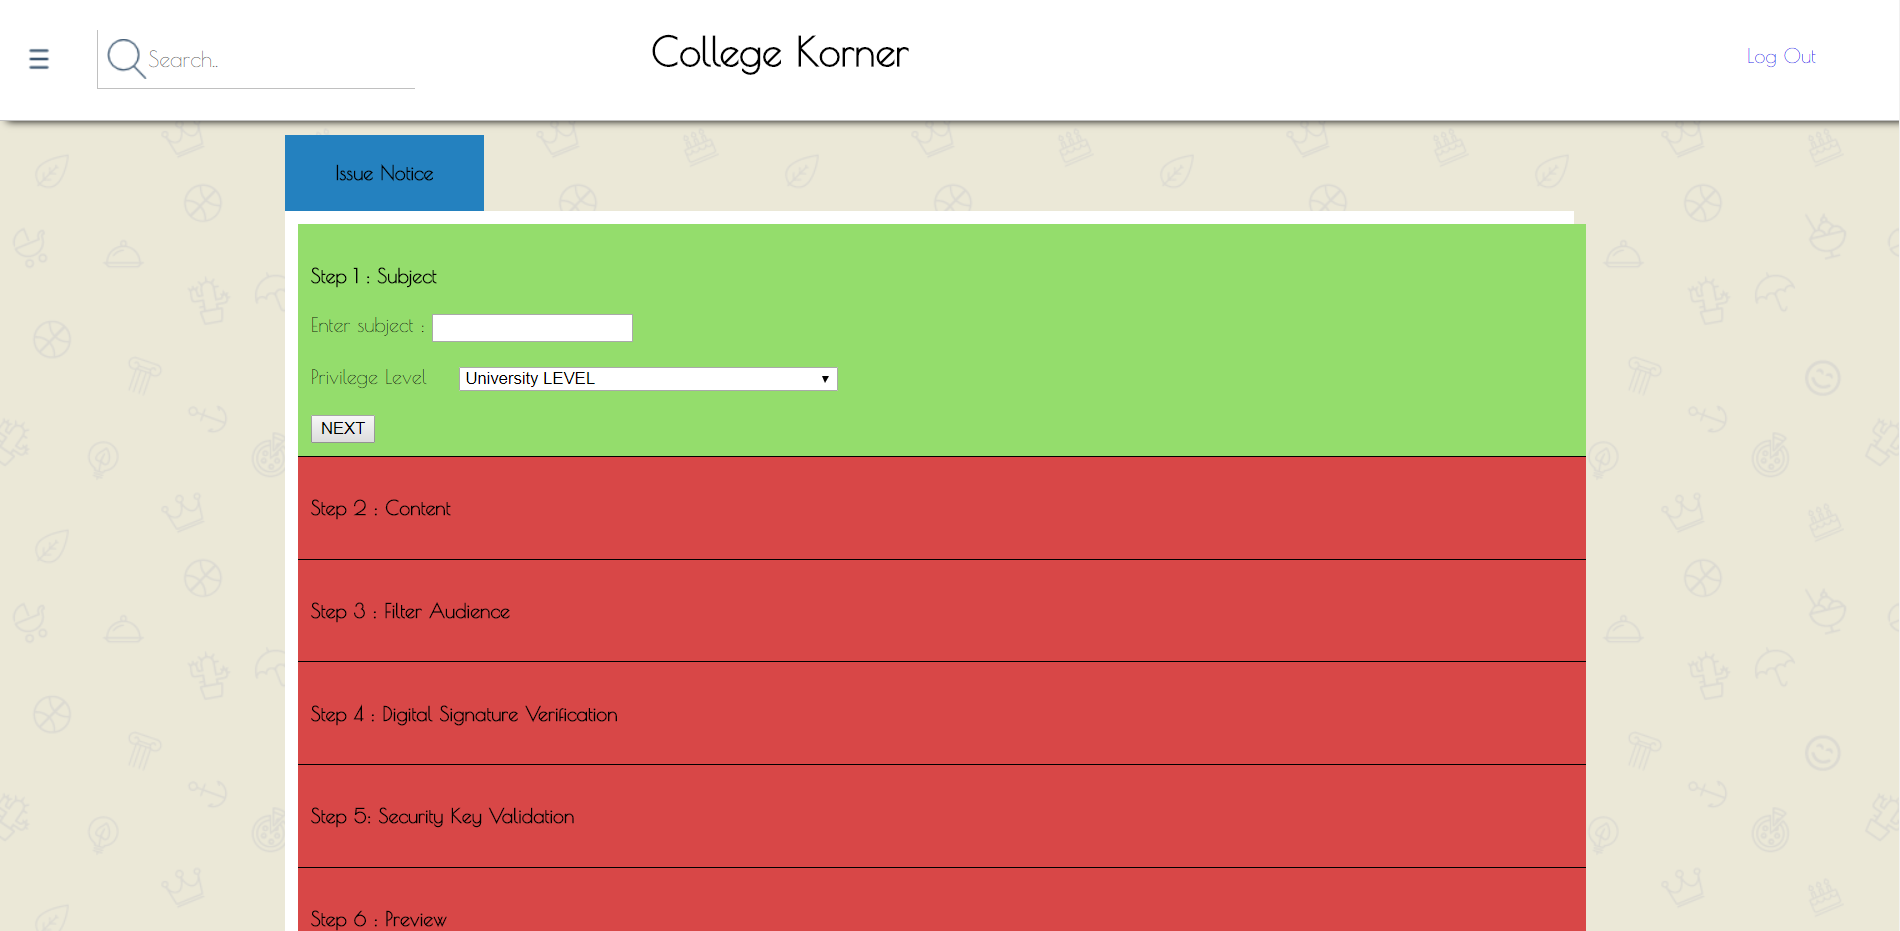 ☰ Search.. College Korner Log Out
Issue Notice
Step 1 : Subject
Enter subject :
Privilege Level University LEVEL
NEXT
Step 2 : Content
Step 3 : Filter Audience
Step 4 : Digital Signature Verification
Step 5: Security Key Validation
Step 6 : Preview